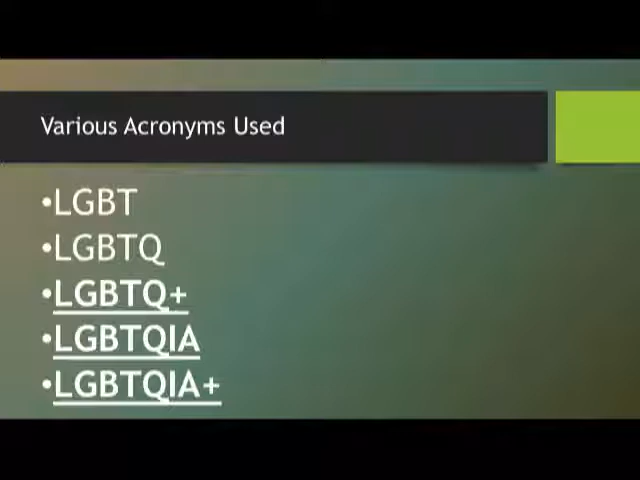 Various Acronyms Used
•LGBT
•LGBTQ
•LGBTQ+
•LGBTQIA
•LGBTQIA+